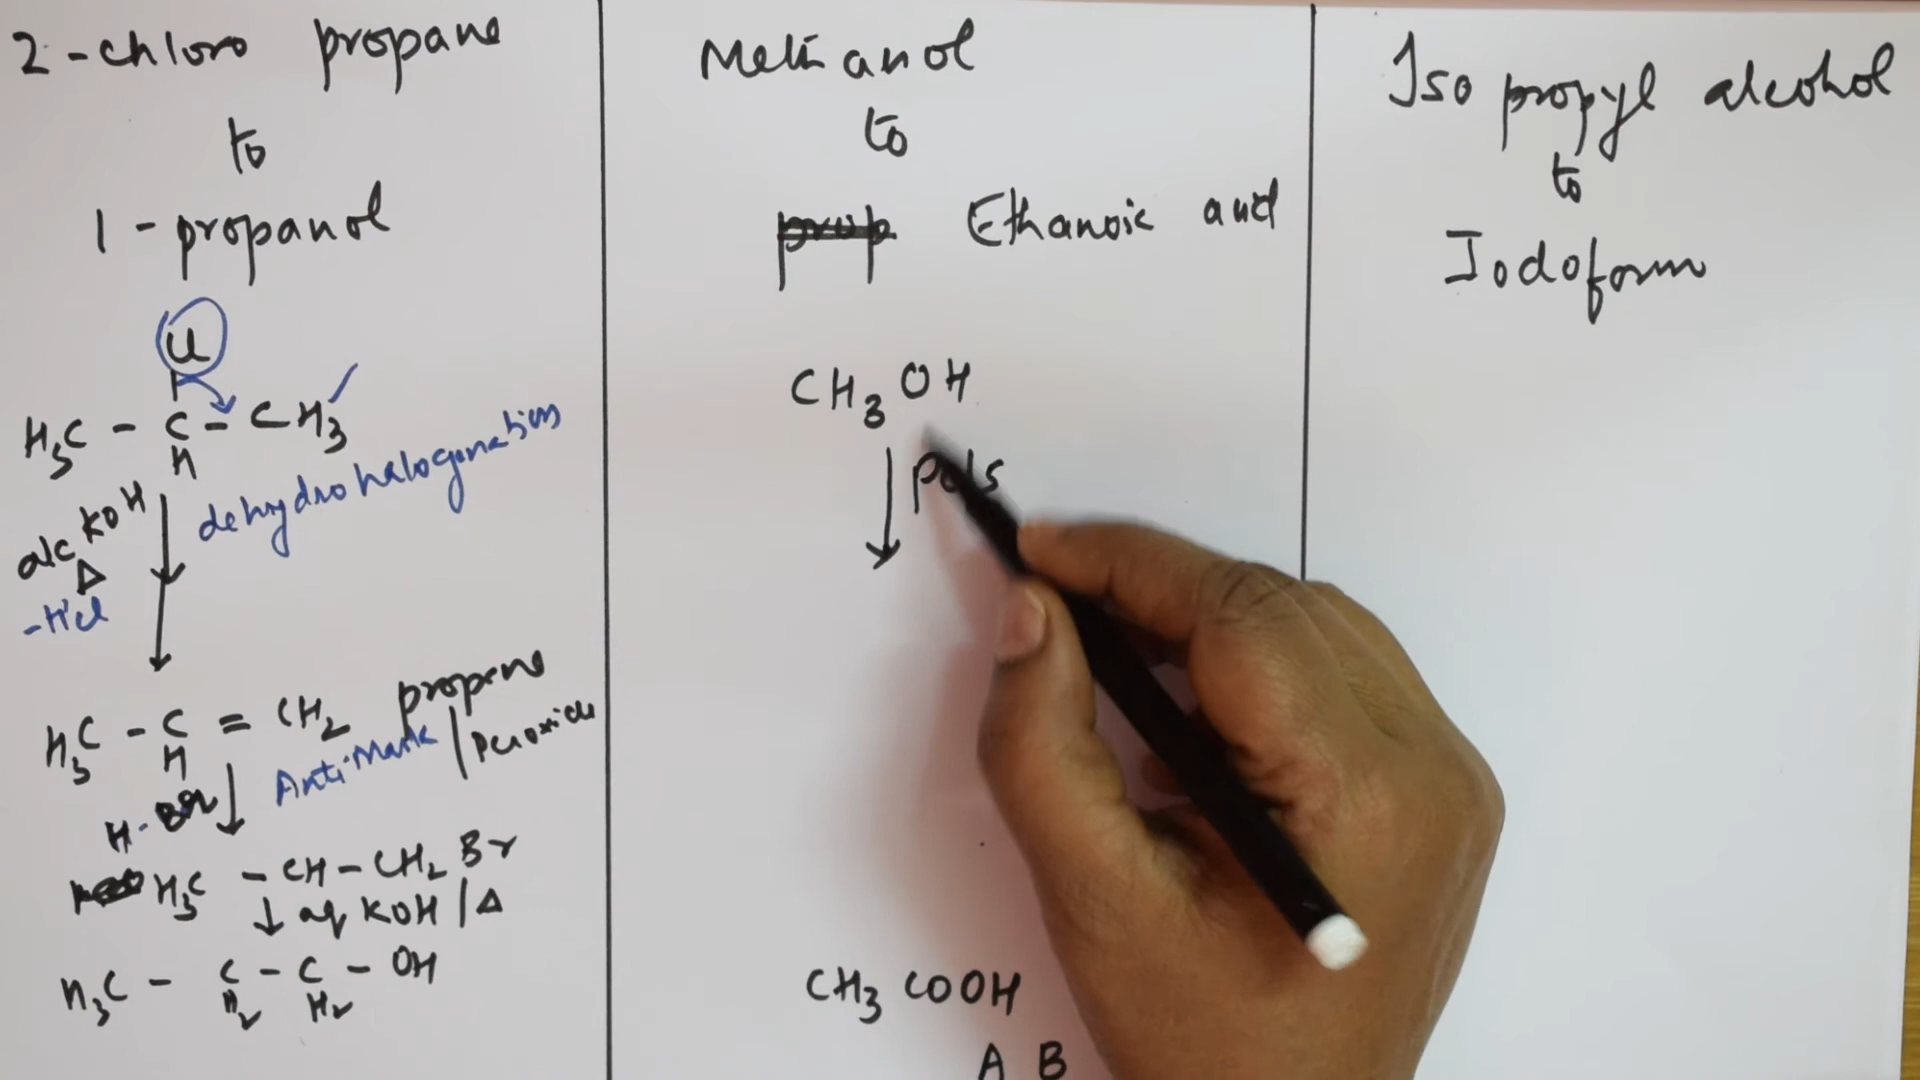 2-chloro propane
to
1-propanol
Cl
H3C - C - CH3
H
alc KOH
Δ
-HCl
dehydrohalogenation
H3C - C = CH2 propene
H
H-Br
Anti Mark / Peroxide
H3C - CH - CH2 Br
aq KOH / Δ
H3C - C - C - OH
H2 H2
Methanol
to
prop Ethanoic acid
CH3OH
CH3COOH
A B
Iso propyl alcohol
to
Iodoform